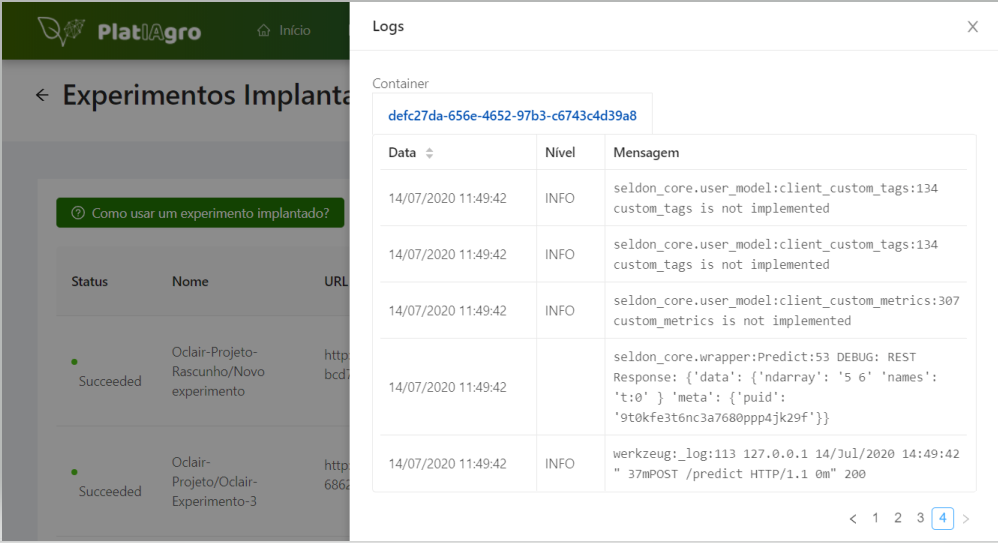 PlatIAgro
Início
Logs
Experimentos Implanta
Container
defc27da-656e-4652-97b3-c6743c4d39a8
Data Nível Mensagem
14/07/2020 11:49:42 INFO seldon_core.user_model:client_custom_tags:134
custom_tags is not implemented
14/07/2020 11:49:42 INFO seldon_core.user_model:client_custom_tags:134
custom_tags is not implemented
14/07/2020 11:49:42 INFO seldon_core.user_model:client_custom_metrics:307
custom_metrics is not implemented
seldon_core.wrapper:Predict:53 DEBUG: REST
Response: {'data': {'ndarray': '5 6' 'names':
14/07/2020 11:49:42 't:0' } 'meta': {'puid':
'9t0kfe3t6nc3a7680ppp4jk29f'}}
14/07/2020 11:49:42 INFO werkzeug:_log:113 127.0.0.1 14/Jul/2020 14:49:42
" 37mPOST /predict HTTP/1.1 0m" 200
< 1 2 3 4 >
Como usar um experimento implantado?
Status Nome URL
Succeeded
Oclair-Projeto-
Rascunho/Novo
experimento
http:
bcd7
Succeeded
Oclair-
Projeto/Oclair-
Experimento-3
http:
6862